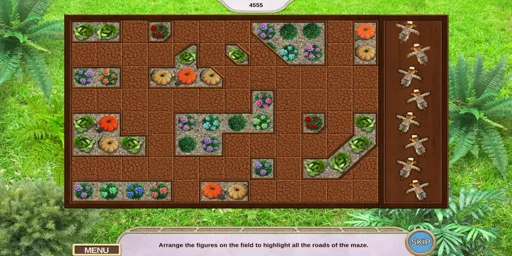 4555
Arrange the figures on the field to highlight all the roads of the maze.
SKIP
MENU